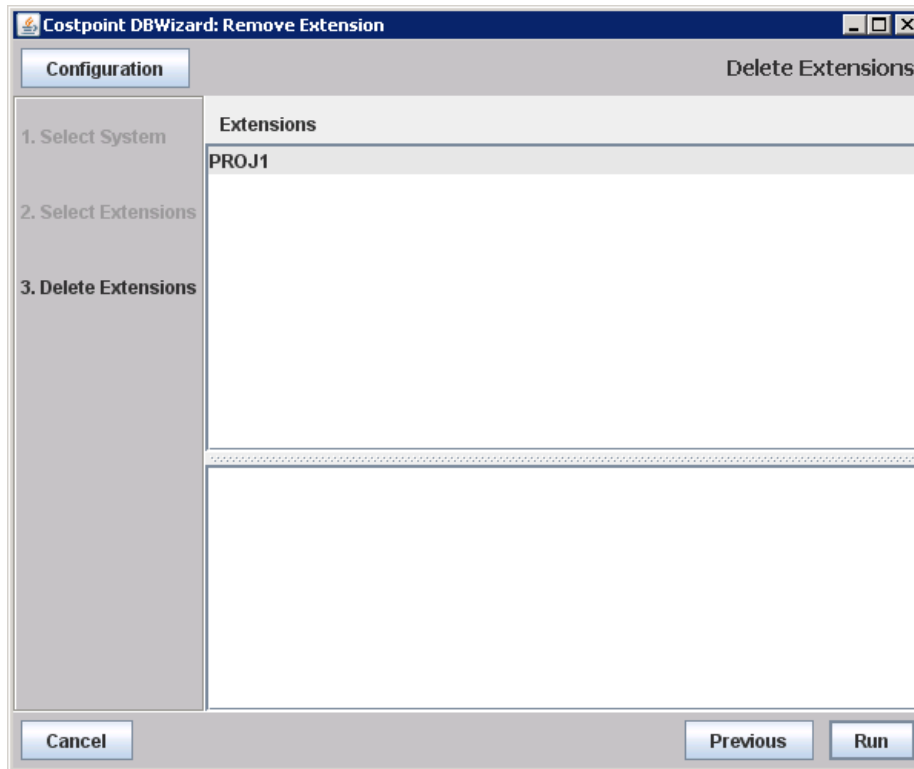 Costpoint DBWizard: Remove Extension
Configuration
Delete Extensions
1. Select System
2. Select Extensions
3. Delete Extensions
Extensions
PROJ1
Cancel
Previous
Run